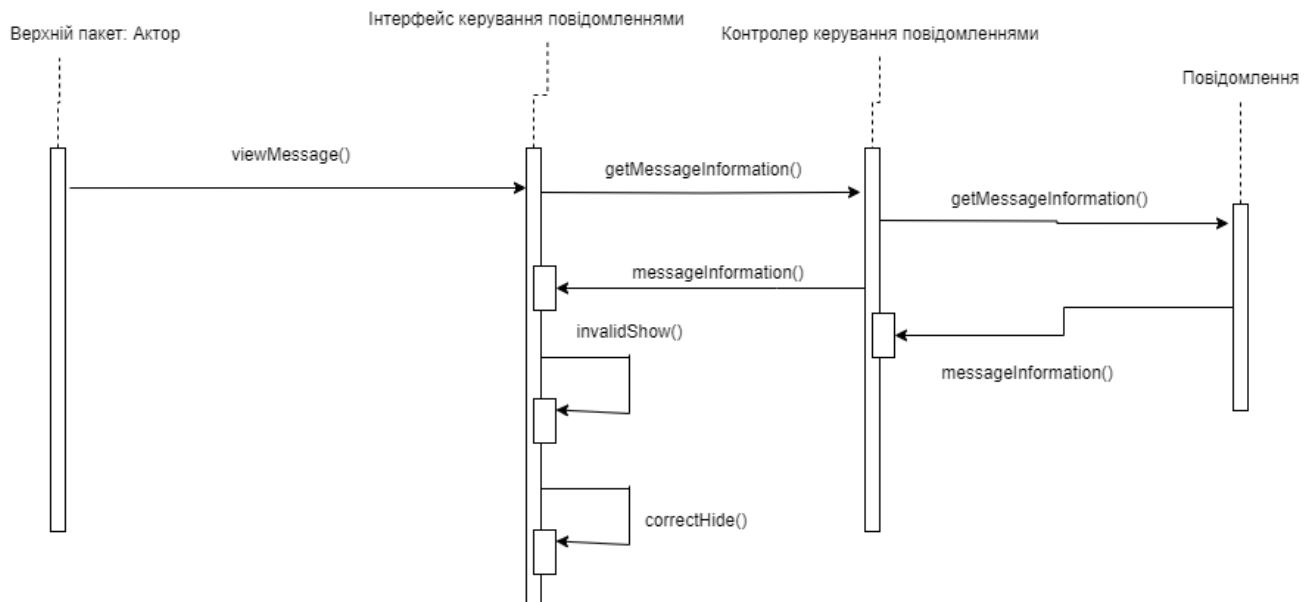 Інтерфейс керування повідомленнями
Верхній пакет: Актор
Контролер керування повідомленнями
Повідомлення
viewMessage()
getMessageInformation()
getMessageInformation()
messageInformation()
invalidShow()
messageInformation()
correctHide()